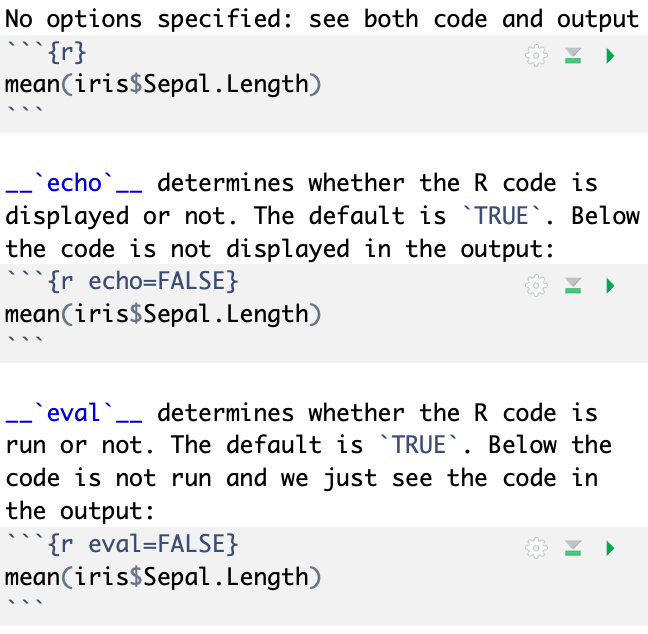 No options specified: see both code and output
```{r}
mean(iris$Sepal.Length)
```
__`echo`__ determines whether the R code is
displayed or not. The default is `TRUE`. Below
the code is not displayed in the output:
```{r echo=FALSE}
mean(iris$Sepal.Length)
```
__`eval`__ determines whether the R code is
run or not. The default is `TRUE`. Below the
code is not run and we just see the code in
the output:
```{r eval=FALSE}
mean(iris$Sepal.Length)
```